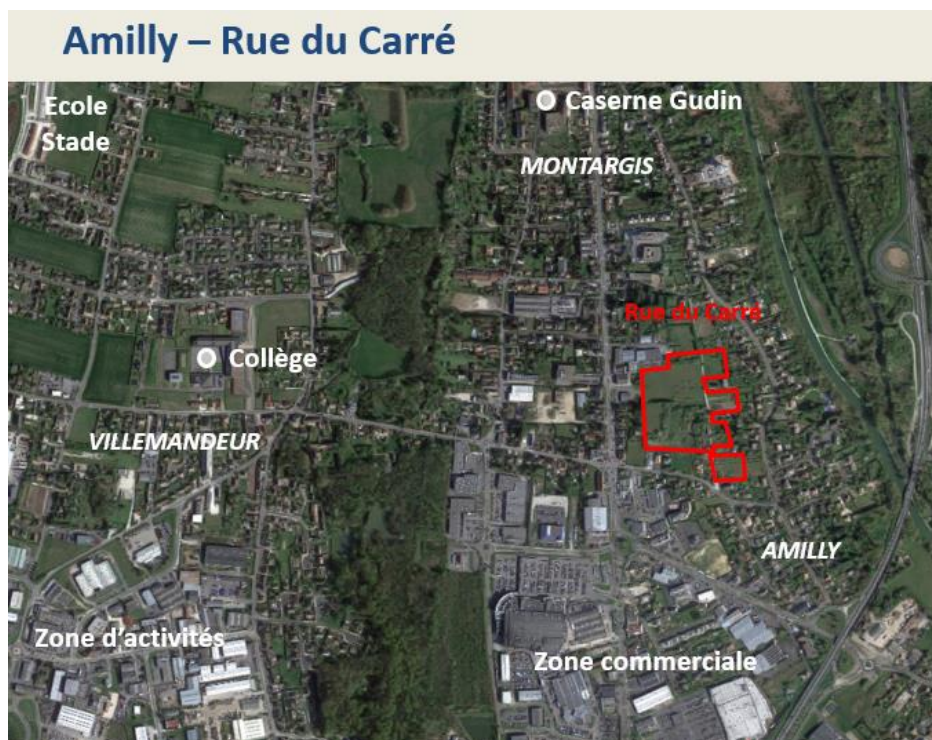 Amilly – Rue du Carré
Ecole
Stade
Caserne Gudin
MONTARGIS
Rue du Carré
Collège
VILLEMANDEUR
AMILLY
Zone d'activités
Zone commerciale